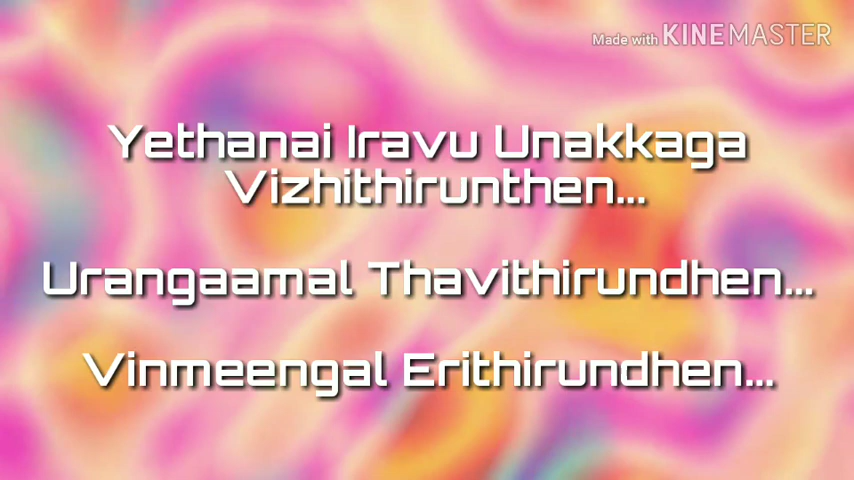 Made with KINEMASTER
Yethanai Iravu Unakkaga
Vizhithirunthen...
Urangaamal Thavithirundhen...
Vinmeengal Erithirundhen...